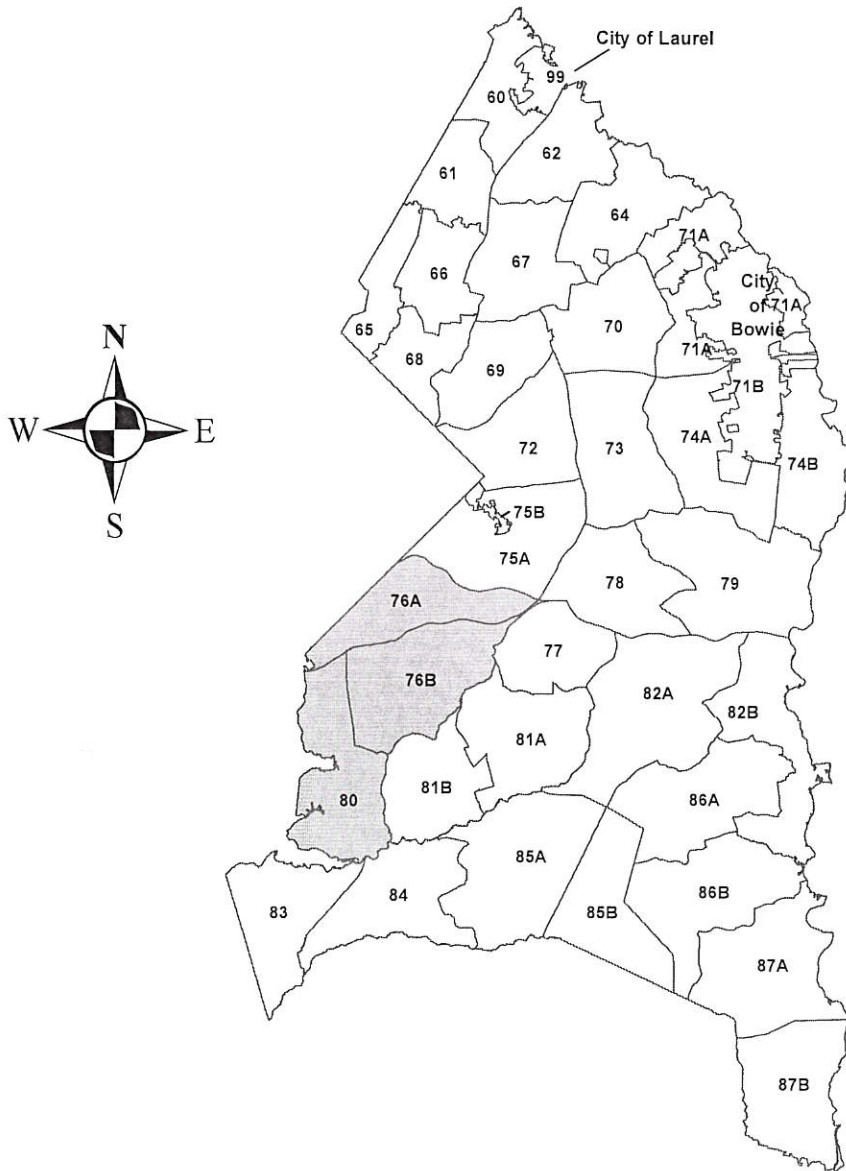 City of Laurel
99
60
62
61
64
71A
66
67
City
of 71A
Bowie
65
70
68
69
71A
71B
72
73
74A
74B
75B
75A
76A
78
79
77
76B
82A
82B
81A
80
81B
86A
85A
86B
83
84
85B
87A
87B
N
W
E
S